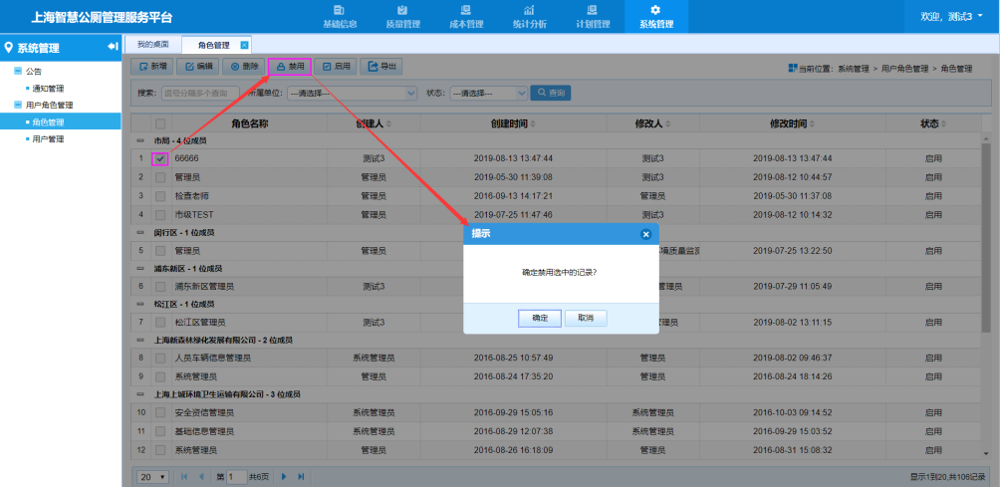 上海智慧公厕管理服务平台
基础信息 质量管理 成本管理 统计分析 计划管理 系统管理
欢迎, 测试3
系统管理
公告
通知管理
用户角色管理
角色管理
用户管理
我的桌面 角色管理
新增 编辑 删除 禁用 启用 导出
当前位置: 系统管理 > 用户角色管理 > 角色管理
搜索: 逗号分隔多个查询 所属单位: ---请选择--- 状态: ---请选择--- 查询
角色名称 创建人 创建时间 修改人 修改时间 状态
市局 - 4 位成员
1 66666 测试3 2019-08-13 13:47:44 测试3 2019-08-13 13:47:44 启用
2 管理员 管理员 2019-05-30 11:39:08 测试3 2019-08-12 10:44:57 启用
3 检查老师 管理员 2016-09-13 14:17:21 管理员 2019-05-30 11:37:08 启用
4 市级TEST 管理员 2019-07-25 11:47:46 测试3 2019-08-12 10:14:32 启用
闵行区 - 1 位成员
5 管理员 管理员 境质量监测 2019-07-25 13:22:50 启用
浦东新区 - 1 位成员
6 浦东新区管理员 测试3 管理员 2019-07-29 11:05:49 启用
松江区 - 1 位成员
7 松江区管理员 测试3 理员 2019-08-02 13:11:15 启用
上海新森林绿化发展有限公司 - 2 位成员
8 人员车辆信息管理员 系统管理员 2016-08-25 10:57:49 管理员 2019-08-02 09:46:37 启用
9 系统管理员 管理员 2016-08-24 17:35:20 管理员 2016-08-24 18:14:26 启用
上海上城环境卫生运输有限公司 - 3 位成员
10 安全资信管理员 系统管理员 2016-09-29 15:05:16 系统管理员 2016-10-03 09:14:52 启用
11 基础信息管理员 系统管理员 2016-08-29 12:07:38 系统管理员 2016-09-29 15:03:52 启用
12 系统管理员 管理员 2016-08-26 16:18:09 管理员 2016-08-31 15:08:32 启用
提示
确定禁用选中的记录?
确定 取消
20 第 1 共6页
显示1到20,共106记录